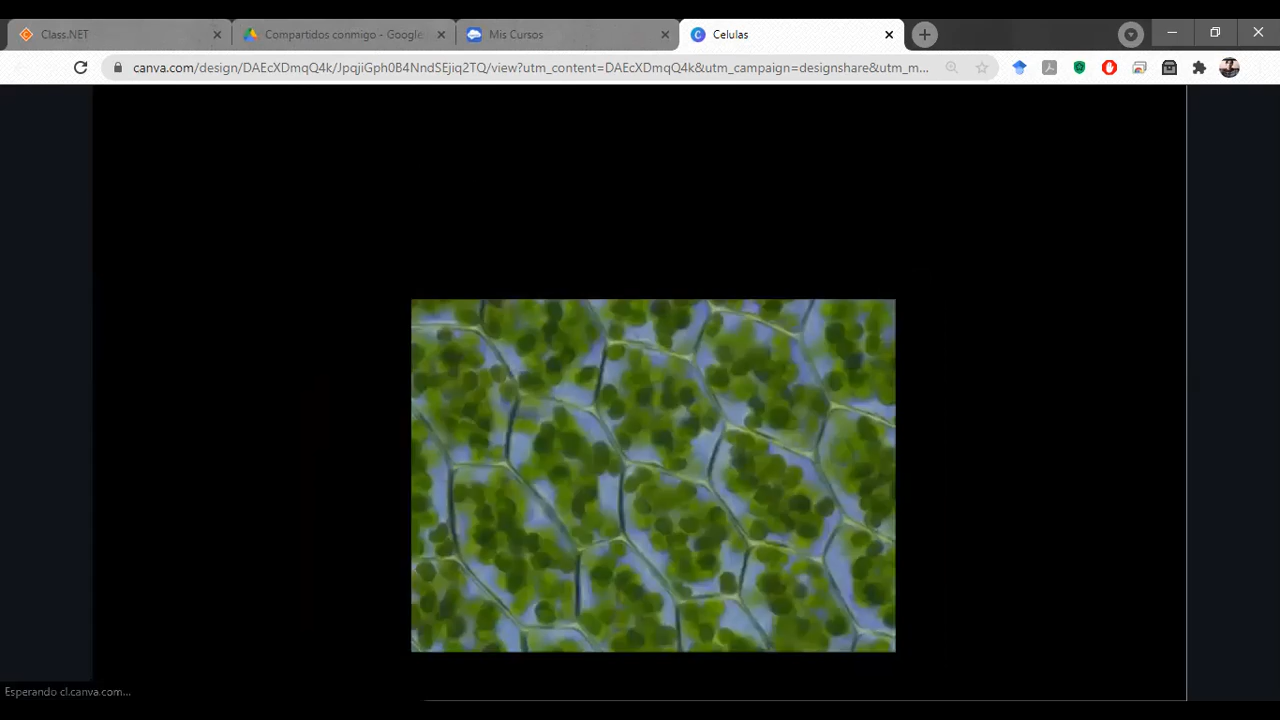 Class.NET
Compartidos conmigo - Google
Mis Cursos
Celulas
canva.com/design/DAEcXDmqQ4k/JpqjiGph0B4NndSEjiq2TQ/view?utm_content=DAEcXDmqQ4k&utm_campaign=designshare&utm_m...
Esperando cl.canva.com...